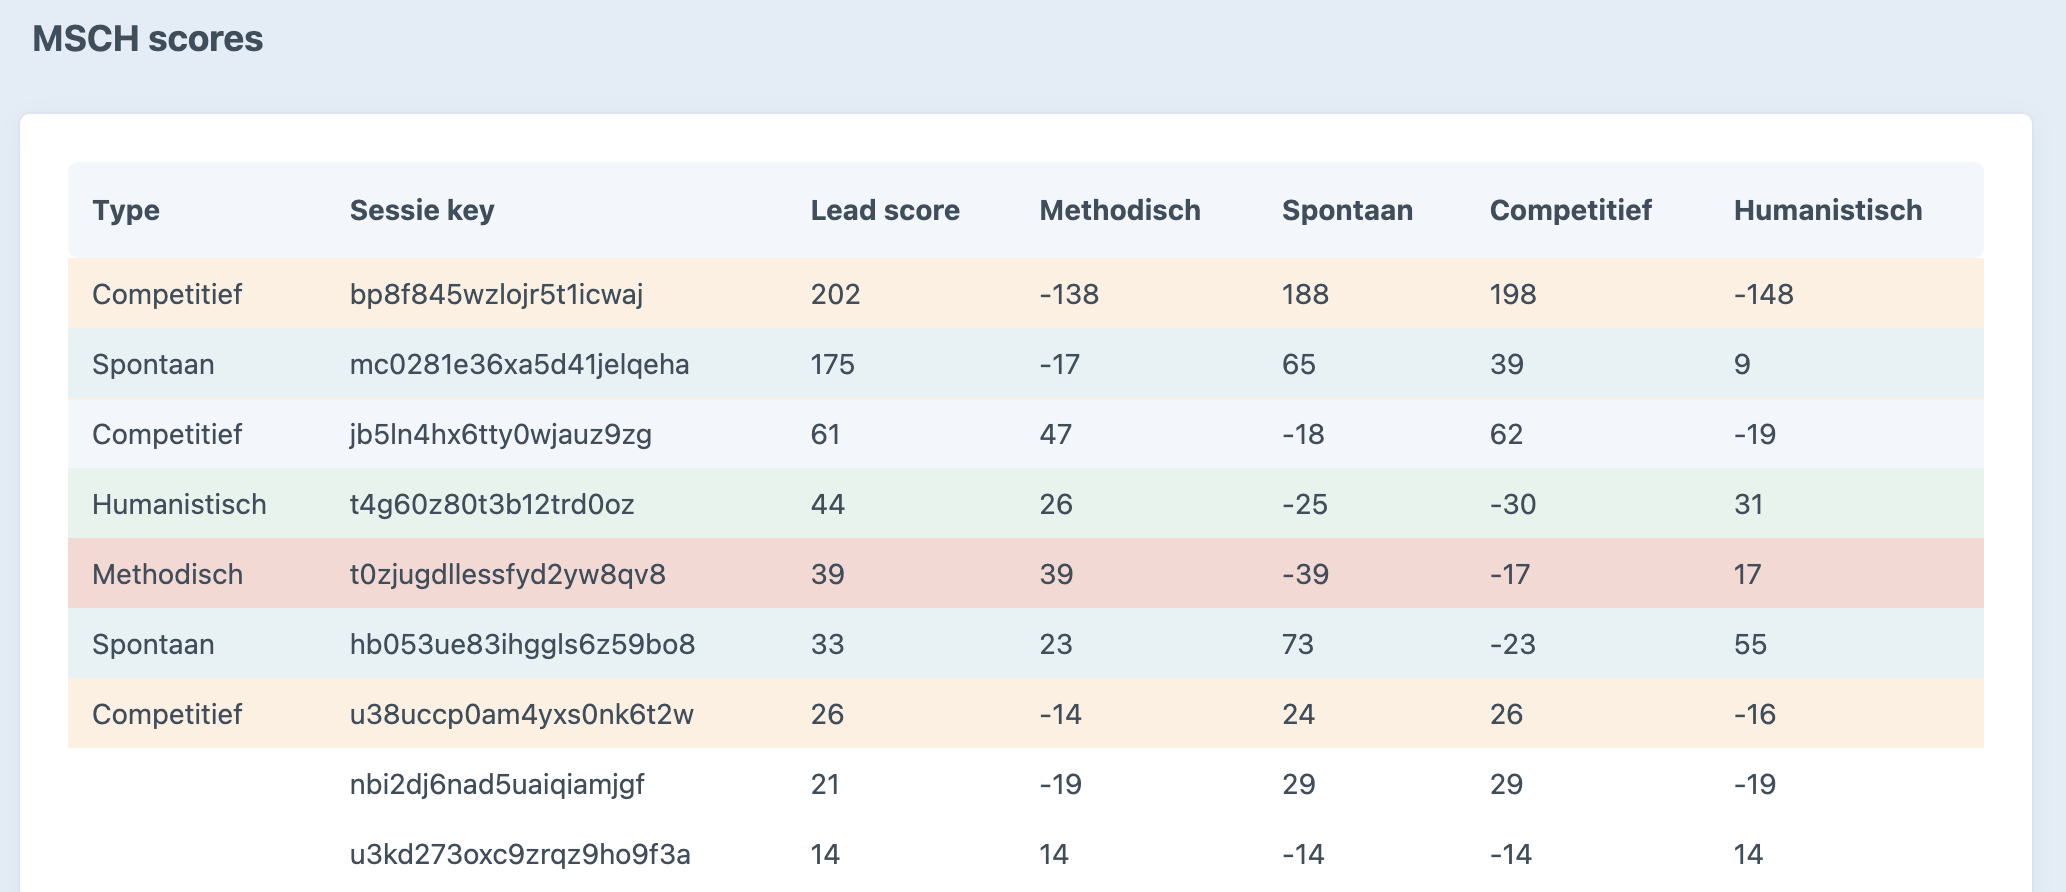 MSCH scores
Type Sessie key Lead score Methodisch Spontaan Competitief Humanistisch
Competitief bp8f845wzlojr5t1icwaj 202 -138 188 198 -148
Spontaan mc0281e36xa5d41jelqeha 175 -17 65 39 9
Competitief jb5ln4hx6tty0wjauz9zg 61 47 -18 62 -19
Humanistisch t4g60z80t3b12trd0oz 44 26 -25 -30 31
Methodisch t0zjugdllessfyd2yw8qv8 39 39 -39 -17 17
Spontaan hb053ue83ihggls6z59bo8 33 23 73 -23 55
Competitief u38uccp0am4yxs0nk6t2w 26 -14 24 26 -16
nbi2dj6nad5uaiqiamjgf 21 -19 29 29 -19
u3kd273oxc9zrqz9ho9f3a 14 14 -14 -14 14